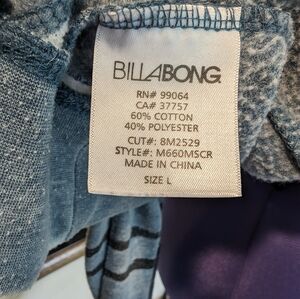 BILLABONG
RN# 99064
CA# 37757
60% COTTON
40% POLYESTER
CUT#: 8M2529
STYLE#: M660MSCR
MADE IN CHINA
SIZE L